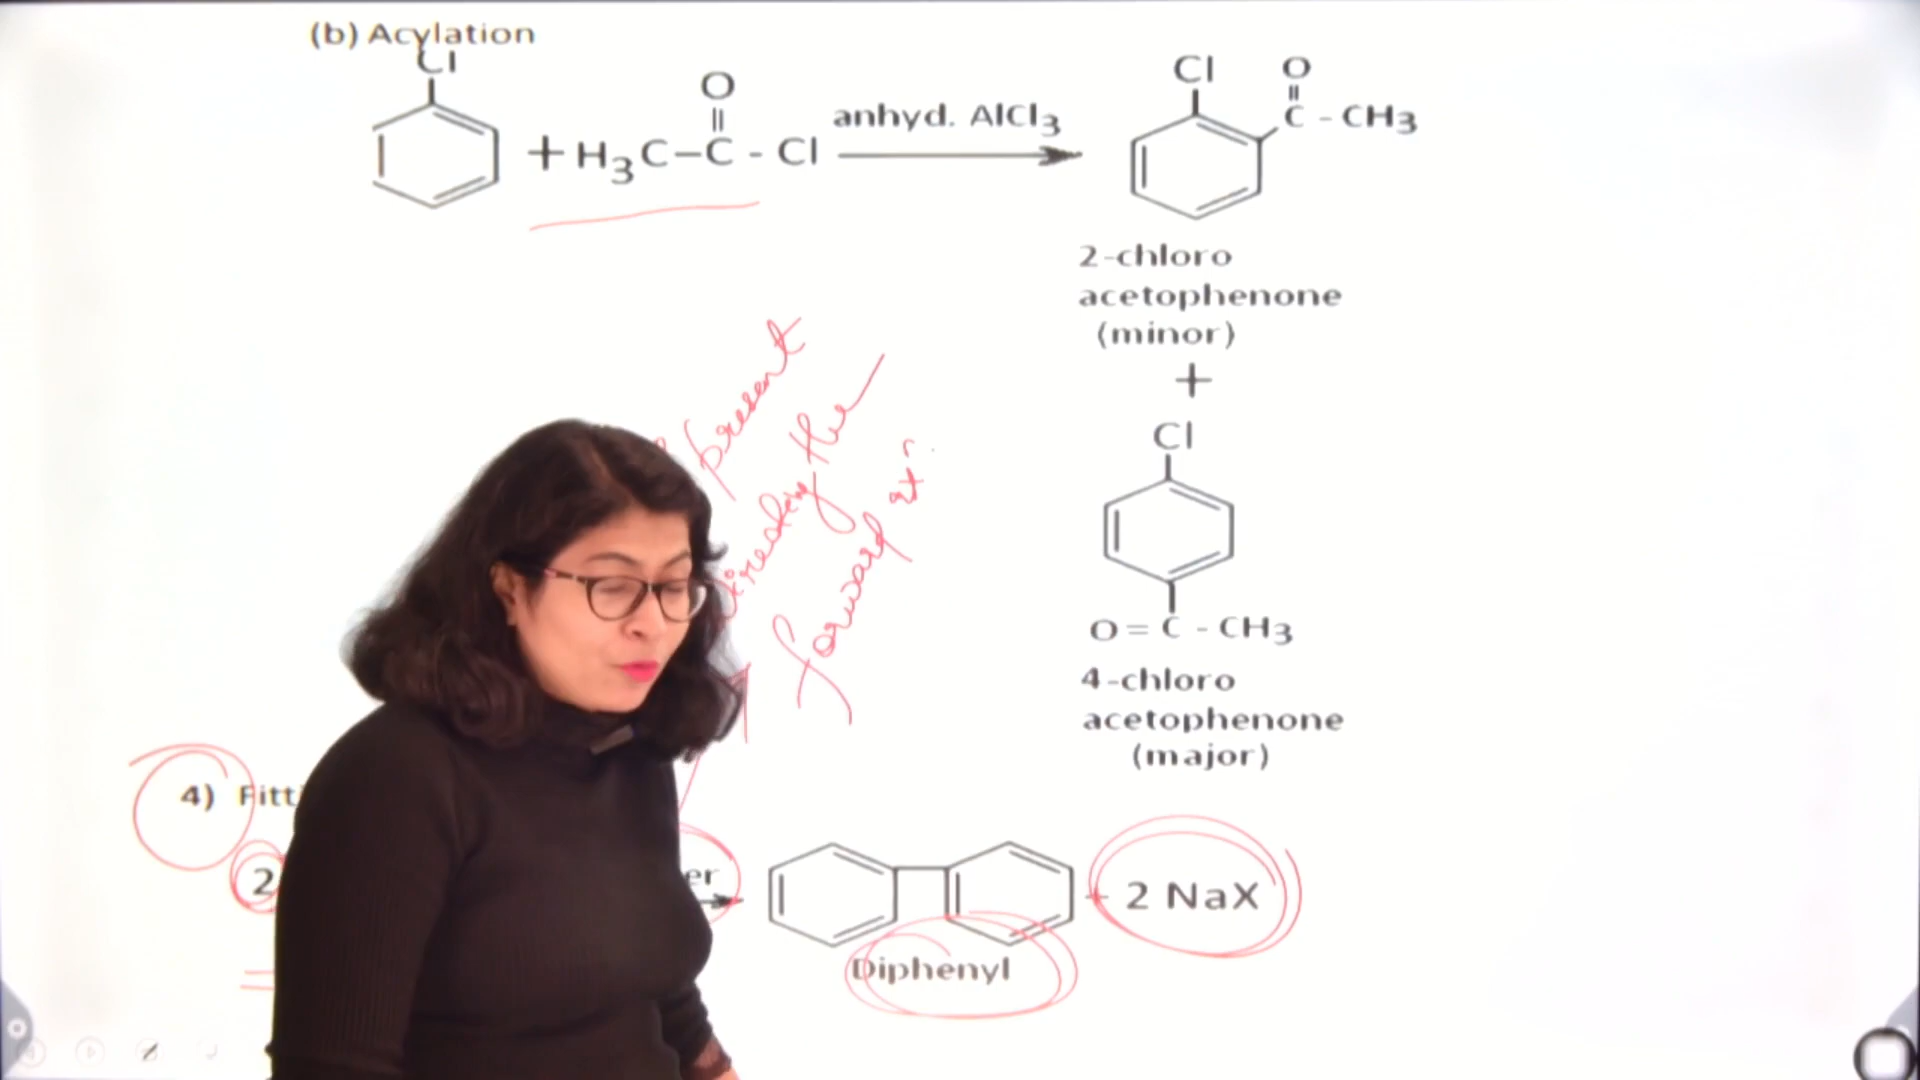 (b) Acylation
Cl
O
||
+ H3C–C - Cl
anhyd. AlCl3
Cl
O
||
C - CH3
2-chloro
acetophenone
(minor)
+
Cl
O = C - CH3
4-chloro
acetophenone
(major)
present
the
forward rxn.
4) Fitt
2
er
+ 2 NaX
Diphenyl